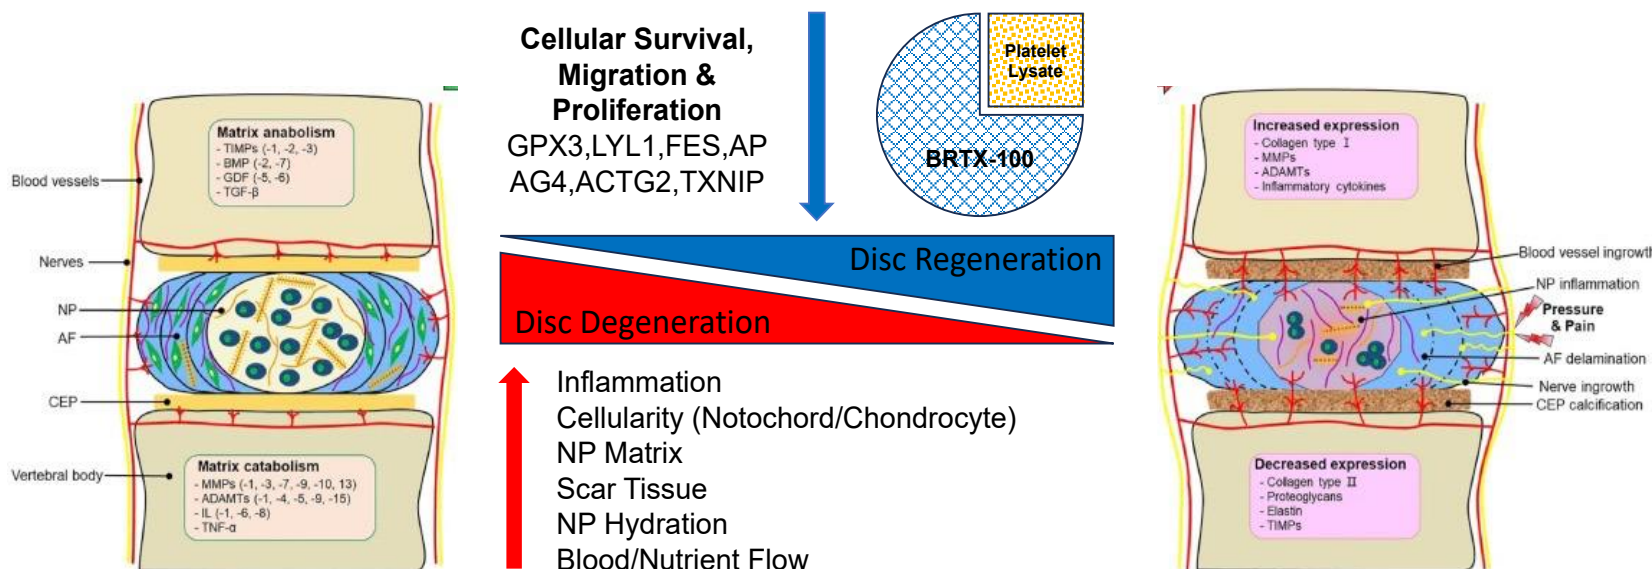 Matrix anabolism
- TIMPs (-1, -2, -3)
- BMP (-2, -7)
- GDF (-5, -6)
- TGF-β
Blood vessels
Nerves
NP
AF
CEP
Vertebral body
Matrix catabolism
- MMPs (-1, -3, -7, -9, -10, 13)
- ADAMTs (-1, -4, -5, -9, -15)
- IL (-1, -6, -8)
- TNF-α
Cellular Survival,
Migration &
Proliferation
GPX3,LYL1,FES,AP
AG4,ACTG2,TXNIP
Platelet
Lysate
BRTX-100
Disc Regeneration
Disc Degeneration
Inflammation
Cellularity (Notochord/Chondrocyte)
NP Matrix
Scar Tissue
NP Hydration
Blood/Nutrient Flow
Increased expression
- Collagen type I
- MMPs
- ADAMTs
- Inflammatory cytokines
Blood vessel ingrowth
NP inflammation
Pressure
& Pain
AF delamination
Nerve ingrowth
CEP calcification
Decreased expression
- Collagen type II
- Proteoglycans
- Elastin
- TIMPs